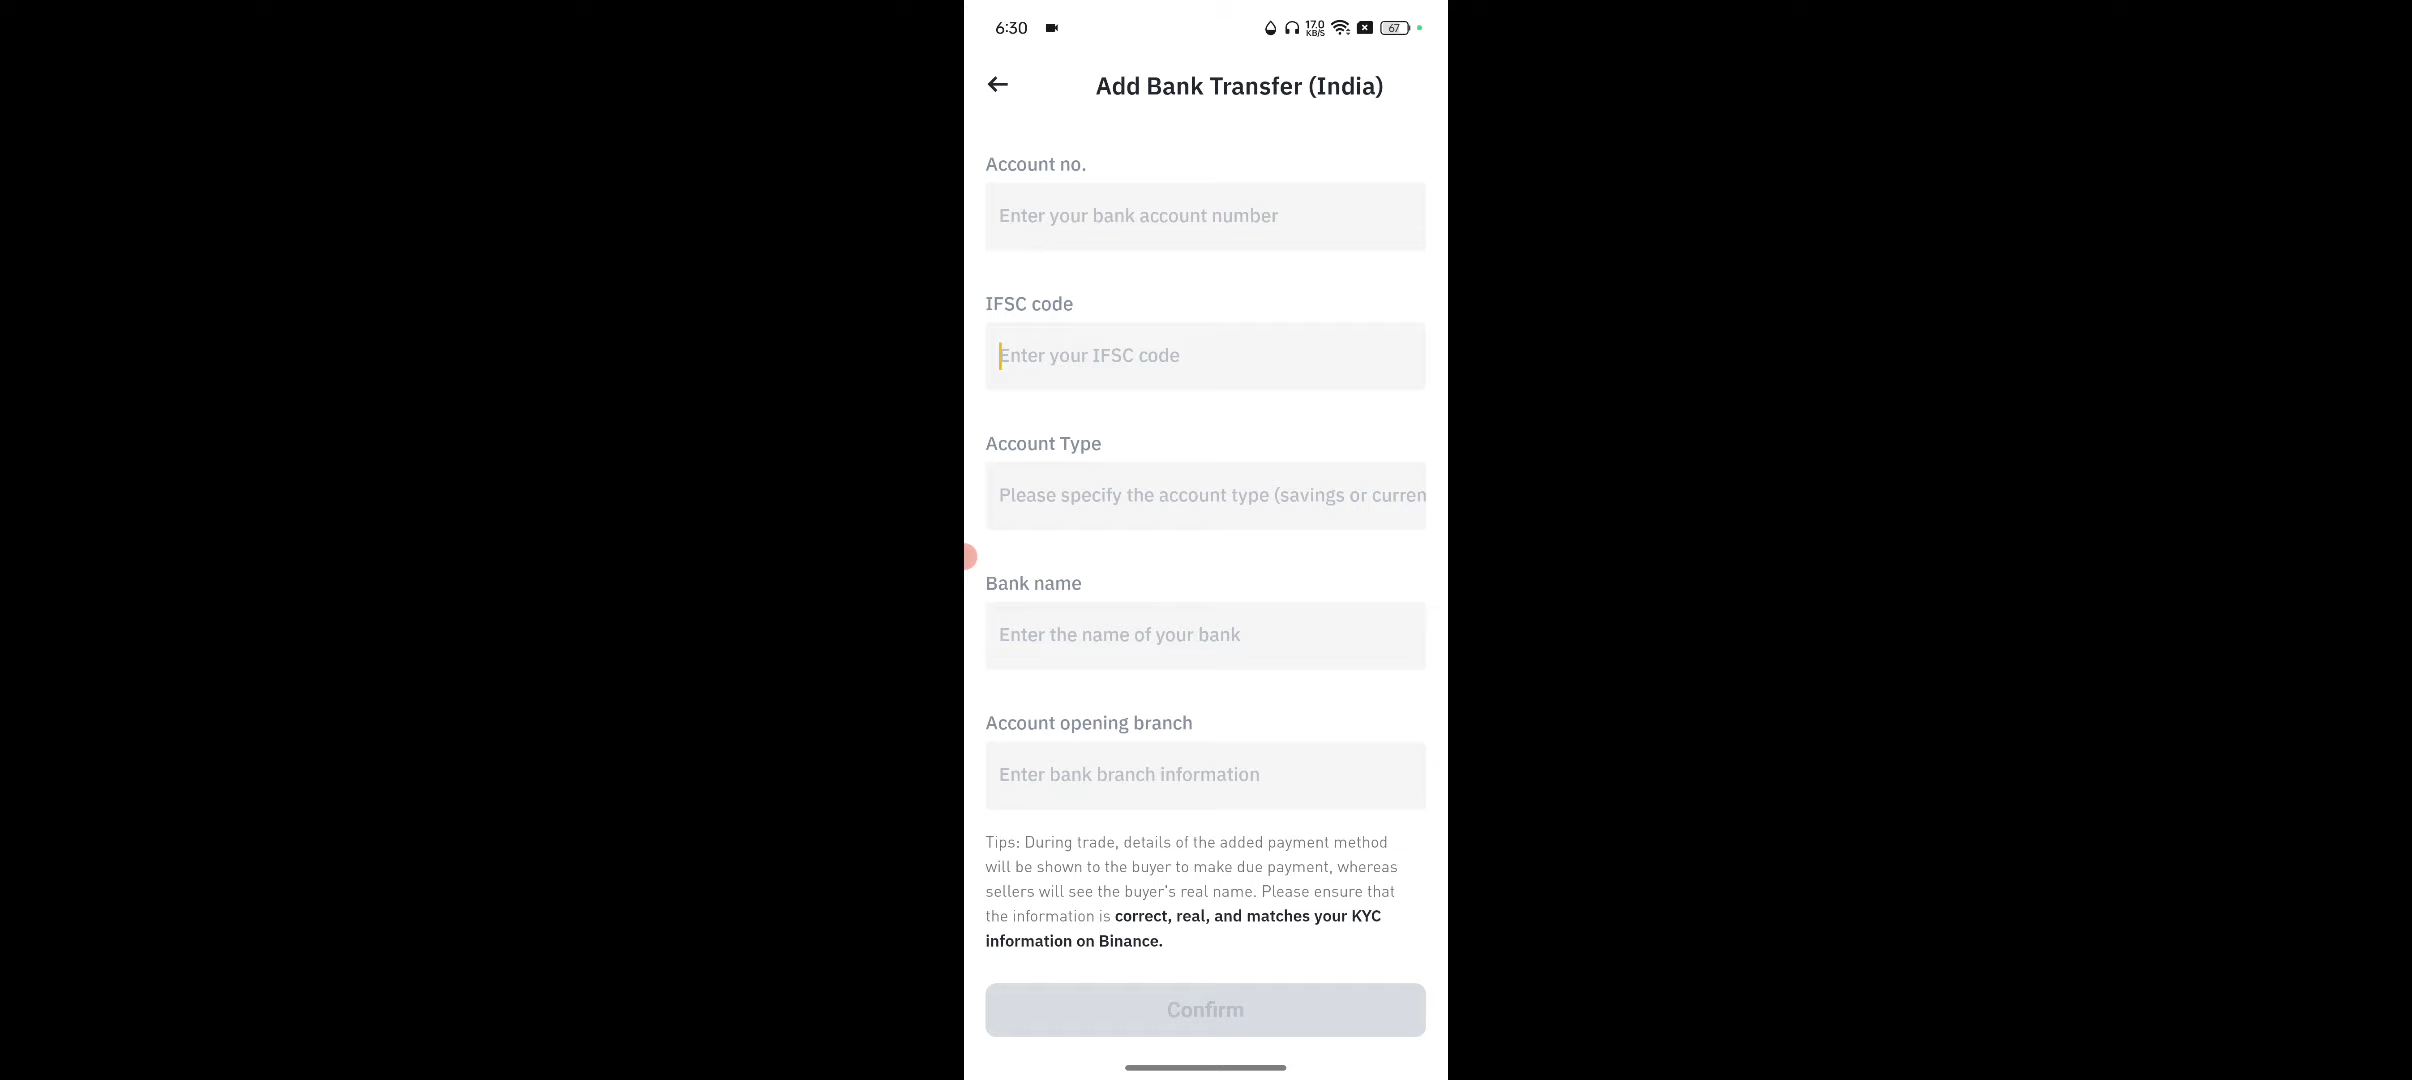 6:30
17.0
KB/S
67
Add Bank Transfer (India)
Account no.
Enter your bank account number
IFSC code
Enter your IFSC code
Account Type
Please specify the account type (savings or curren
Bank name
Enter the name of your bank
Account opening branch
Enter bank branch information
Tips: During trade, details of the added payment method
will be shown to the buyer to make due payment, whereas
sellers will see the buyer's real name. Please ensure that
the information is correct, real, and matches your KYC
information on Binance.
Confirm